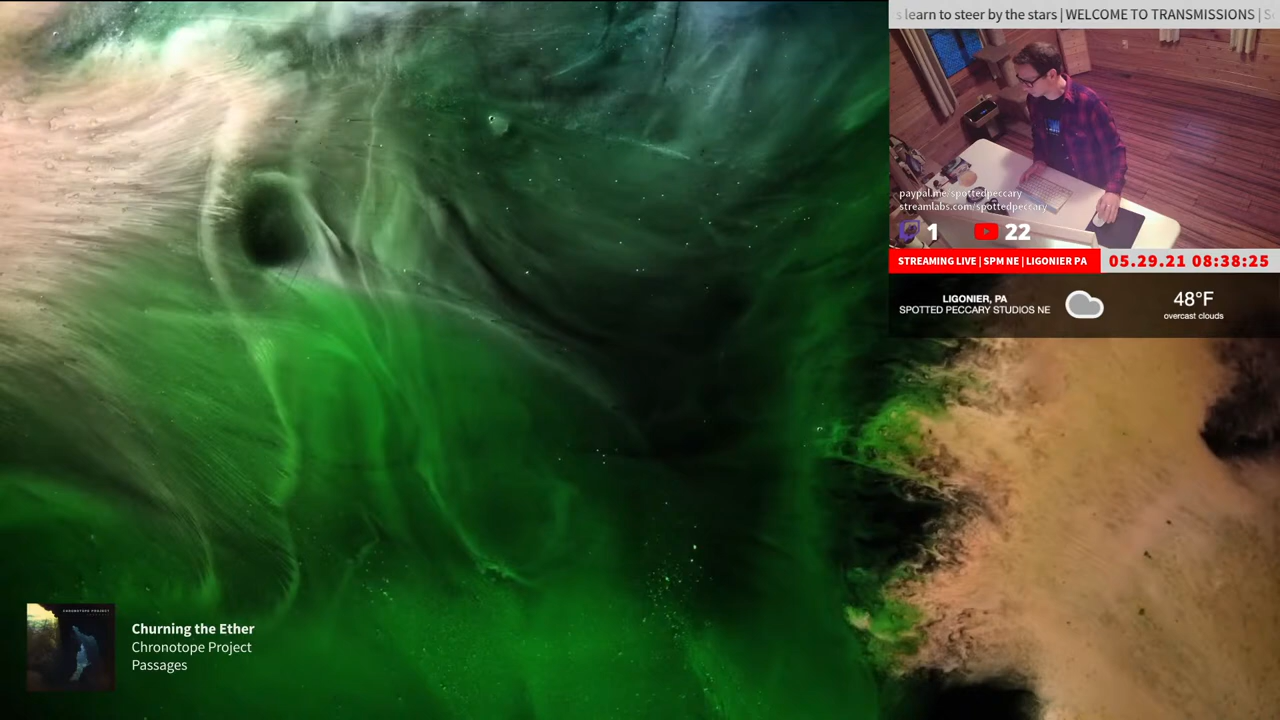 learn to steer by the stars | WELCOME TO TRANSMISSIONS |
paypal.me/spottedpeccary
streamlabs.com/spottedpeccary
1 22
STREAMING LIVE | SPM NE | LIGONIER PA 05.29.21 08:38:25
LIGONIER, PA
SPOTTED PECCARY STUDIOS NE
48°F
overcast clouds
CHRONOTOPE PROJECT
Churning the Ether
Chronotope Project
Passages